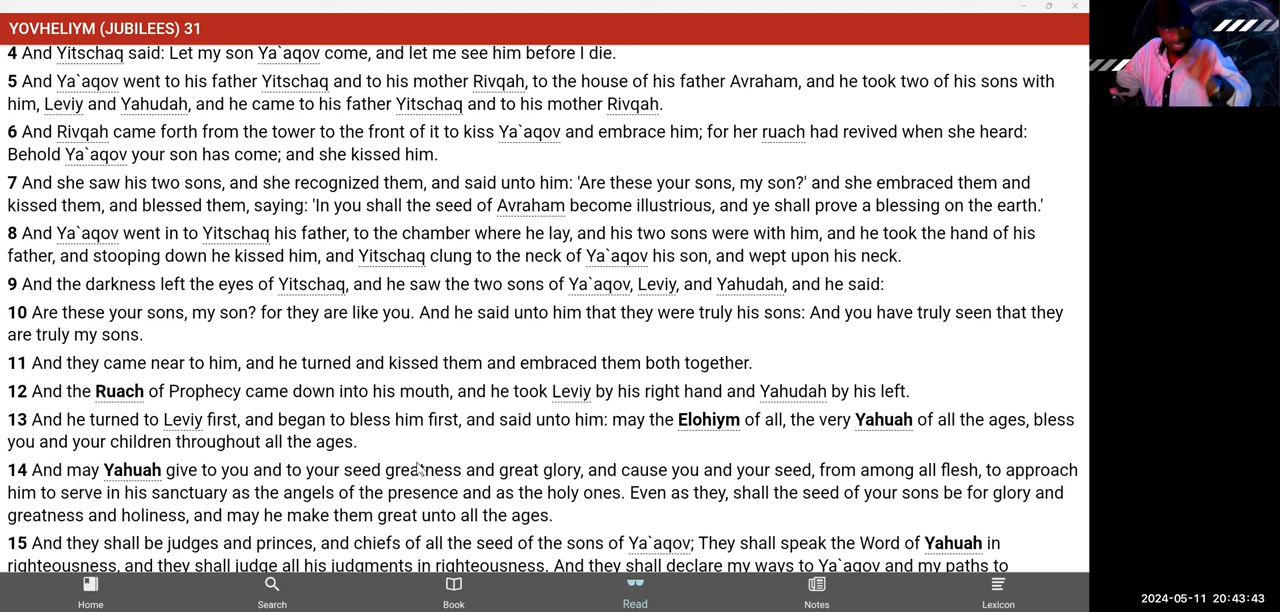 YOVHELIYM (JUBILEES) 31
4 And Yitschaq said: Let my son Ya`aqov come, and let me see him before I die.
5 And Ya`aqov went to his father Yitschaq and to his mother Rivqah, to the house of his father Avraham, and he took two of his sons with
him, Leviy and Yahudah, and he came to his father Yitschaq and to his mother Rivqah.
6 And Rivqah came forth from the tower to the front of it to kiss Ya`aqov and embrace him; for her ruach had revived when she heard:
Behold Ya`aqov your son has come; and she kissed him.
7 And she saw his two sons, and she recognized them, and said unto him: 'Are these your sons, my son?' and she embraced them and
kissed them, and blessed them, saying: 'In you shall the seed of Avraham become illustrious, and ye shall prove a blessing on the earth.'
8 And Ya`aqov went in to Yitschaq his father, to the chamber where he lay, and his two sons were with him, and he took the hand of his
father, and stooping down he kissed him, and Yitschaq clung to the neck of Ya`aqov his son, and wept upon his neck.
9 And the darkness left the eyes of Yitschaq, and he saw the two sons of Ya`aqov, Leviy, and Yahudah, and he said:
10 Are these your sons, my son? for they are like you. And he said unto him that they were truly his sons: And you have truly seen that they
are truly my sons.
11 And they came near to him, and he turned and kissed them and embraced them both together.
12 And the Ruach of Prophecy came down into his mouth, and he took Leviy by his right hand and Yahudah by his left.
13 And he turned to Leviy first, and began to bless him first, and said unto him: may the Elohiym of all, the very Yahuah of all the ages, bless
you and your children throughout all the ages.
14 And may Yahuah give to you and to your seed greatness and great glory, and cause you and your seed, from among all flesh, to approach
him to serve in his sanctuary as the angels of the presence and as the holy ones. Even as they, shall the seed of your sons be for glory and
greatness and holiness, and may he make them great unto all the ages.
15 And they shall be judges and princes, and chiefs of all the seed of the sons of Ya`aqov; They shall speak the Word of Yahuah in
righteousness, and they shall judge all his judgments in righteousness. And they shall declare my ways to Ya`aqov and my paths to
Home Search Book Read Notes Lexicon
2024-05-11 20:43:43